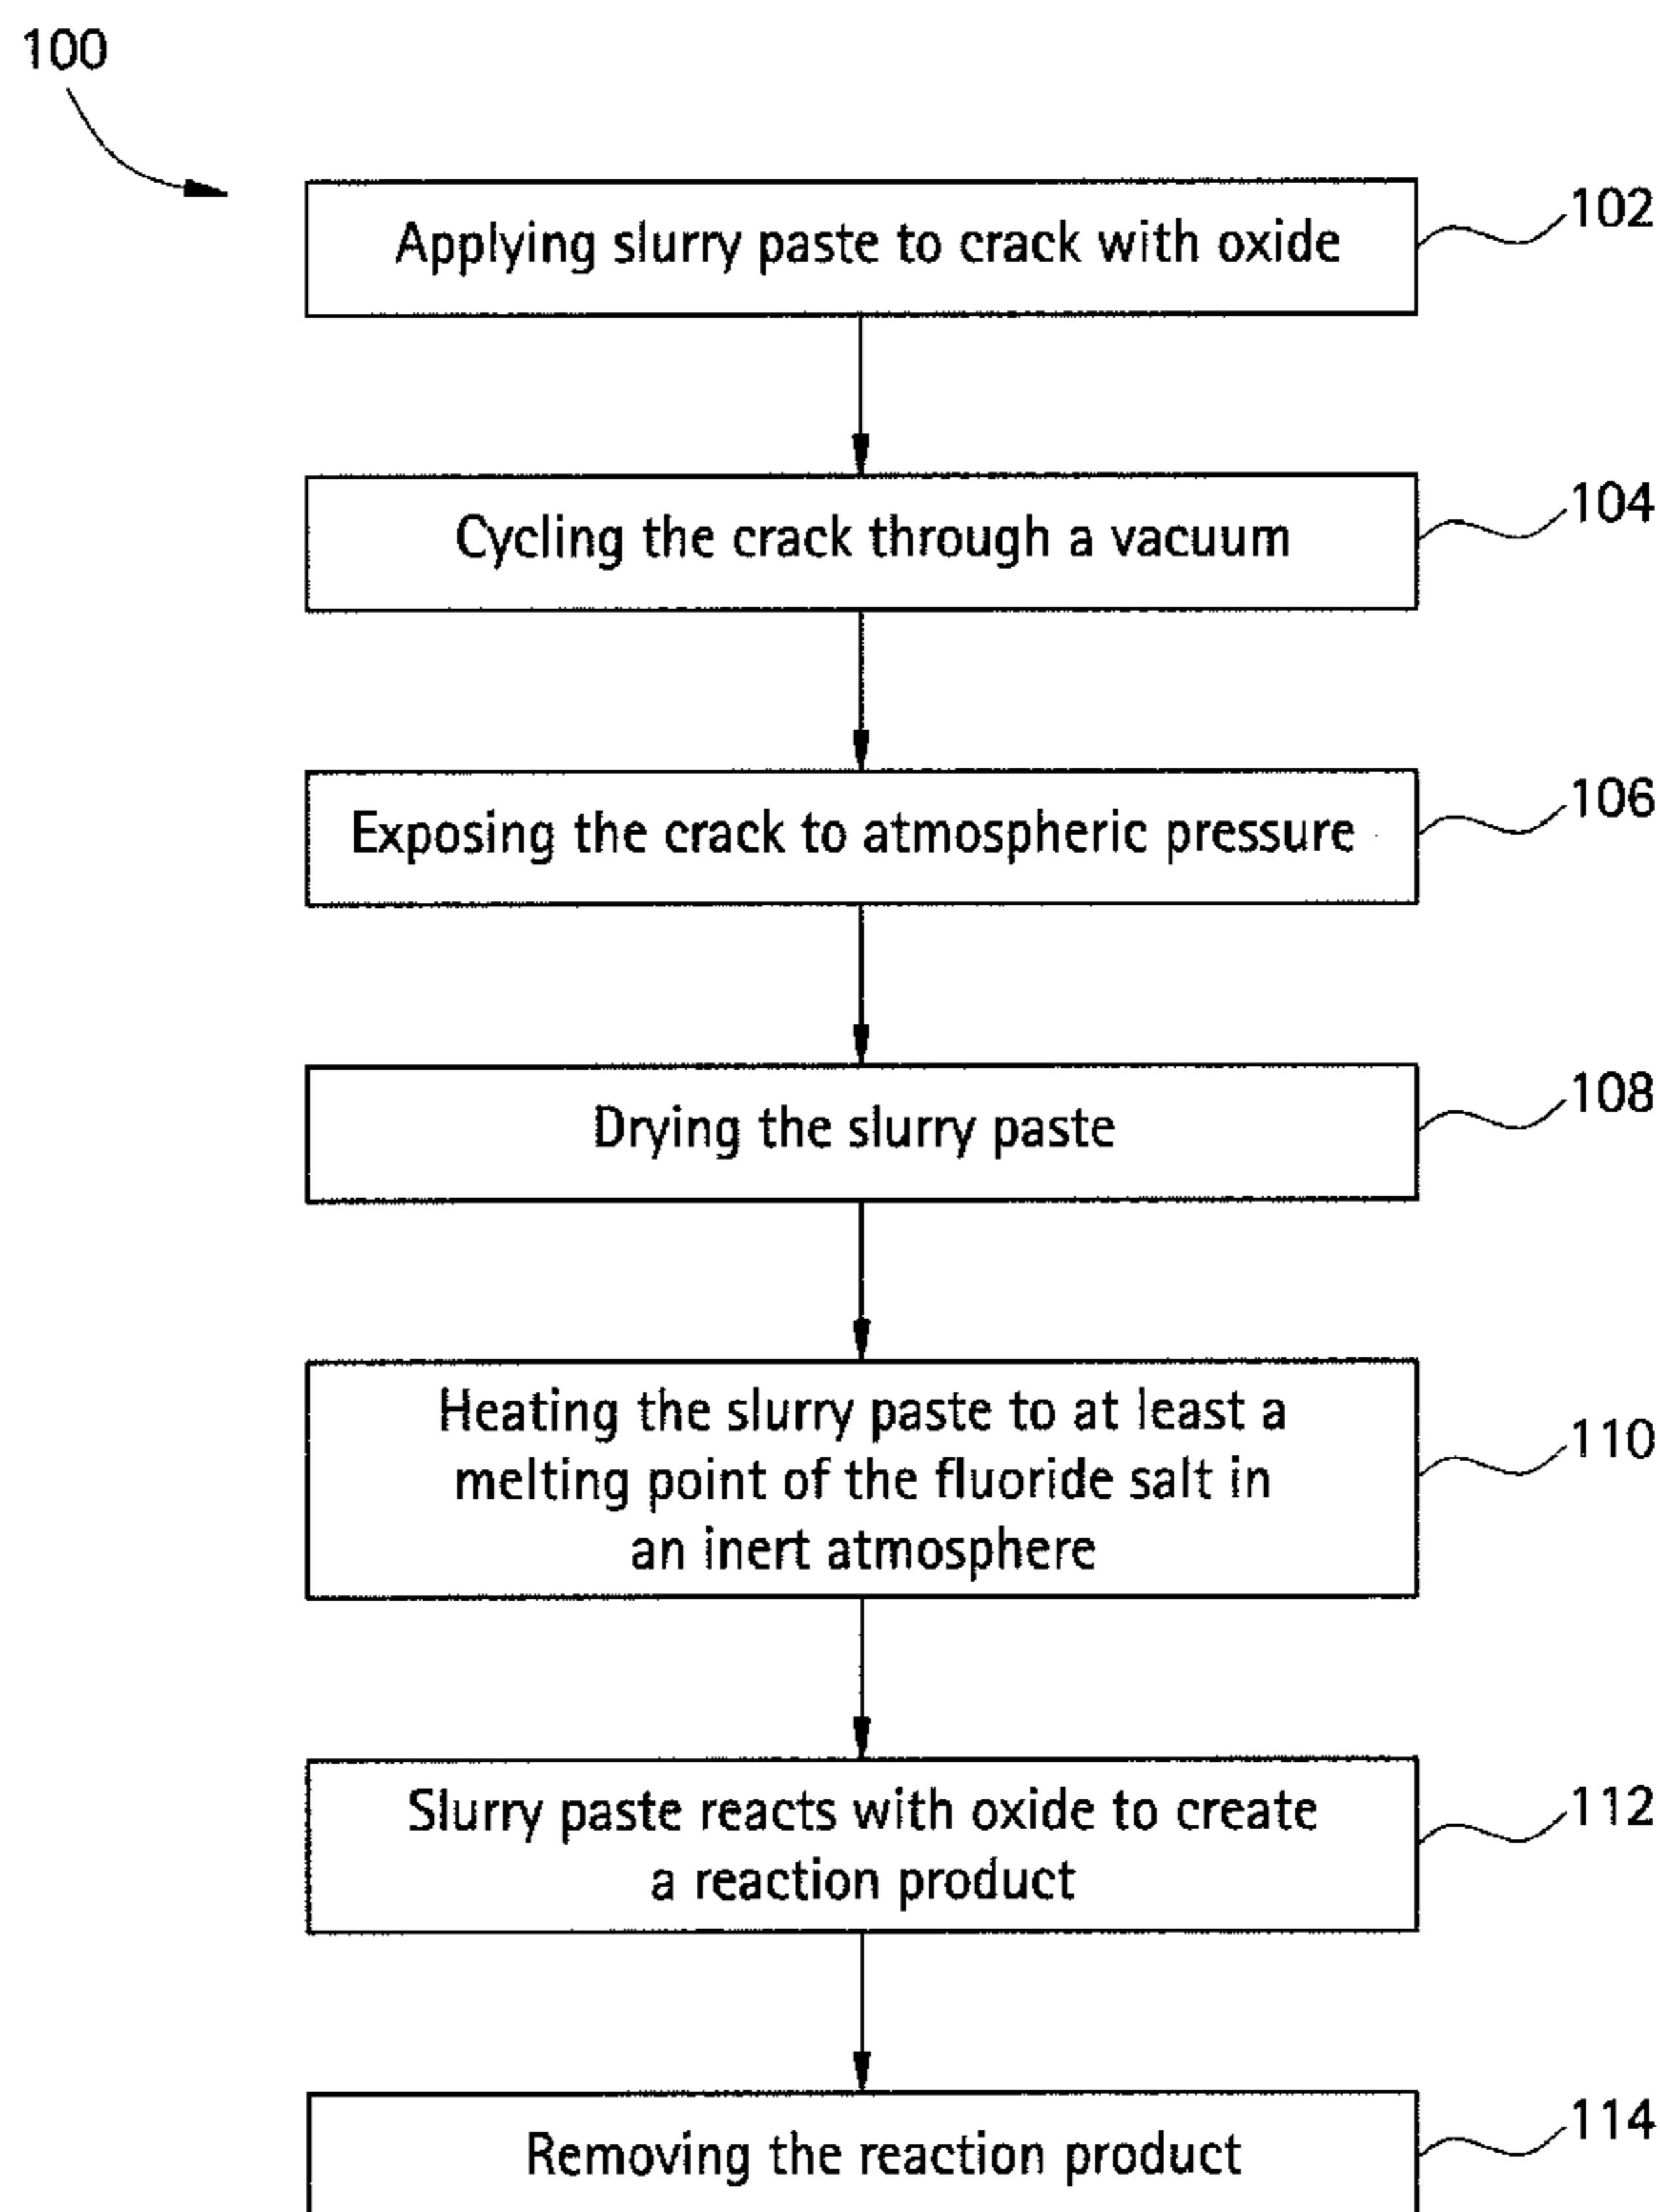 100
Applying slurry paste to crack with oxide
102
Cycling the crack through a vacuum
104
Exposing the crack to atmospheric pressure
106
Drying the slurry paste
108
Heating the slurry paste to at least a
melting point of the fluoride salt in
an inert atmosphere
110
Slurry paste reacts with oxide to create
a reaction product
112
Removing the reaction product
114